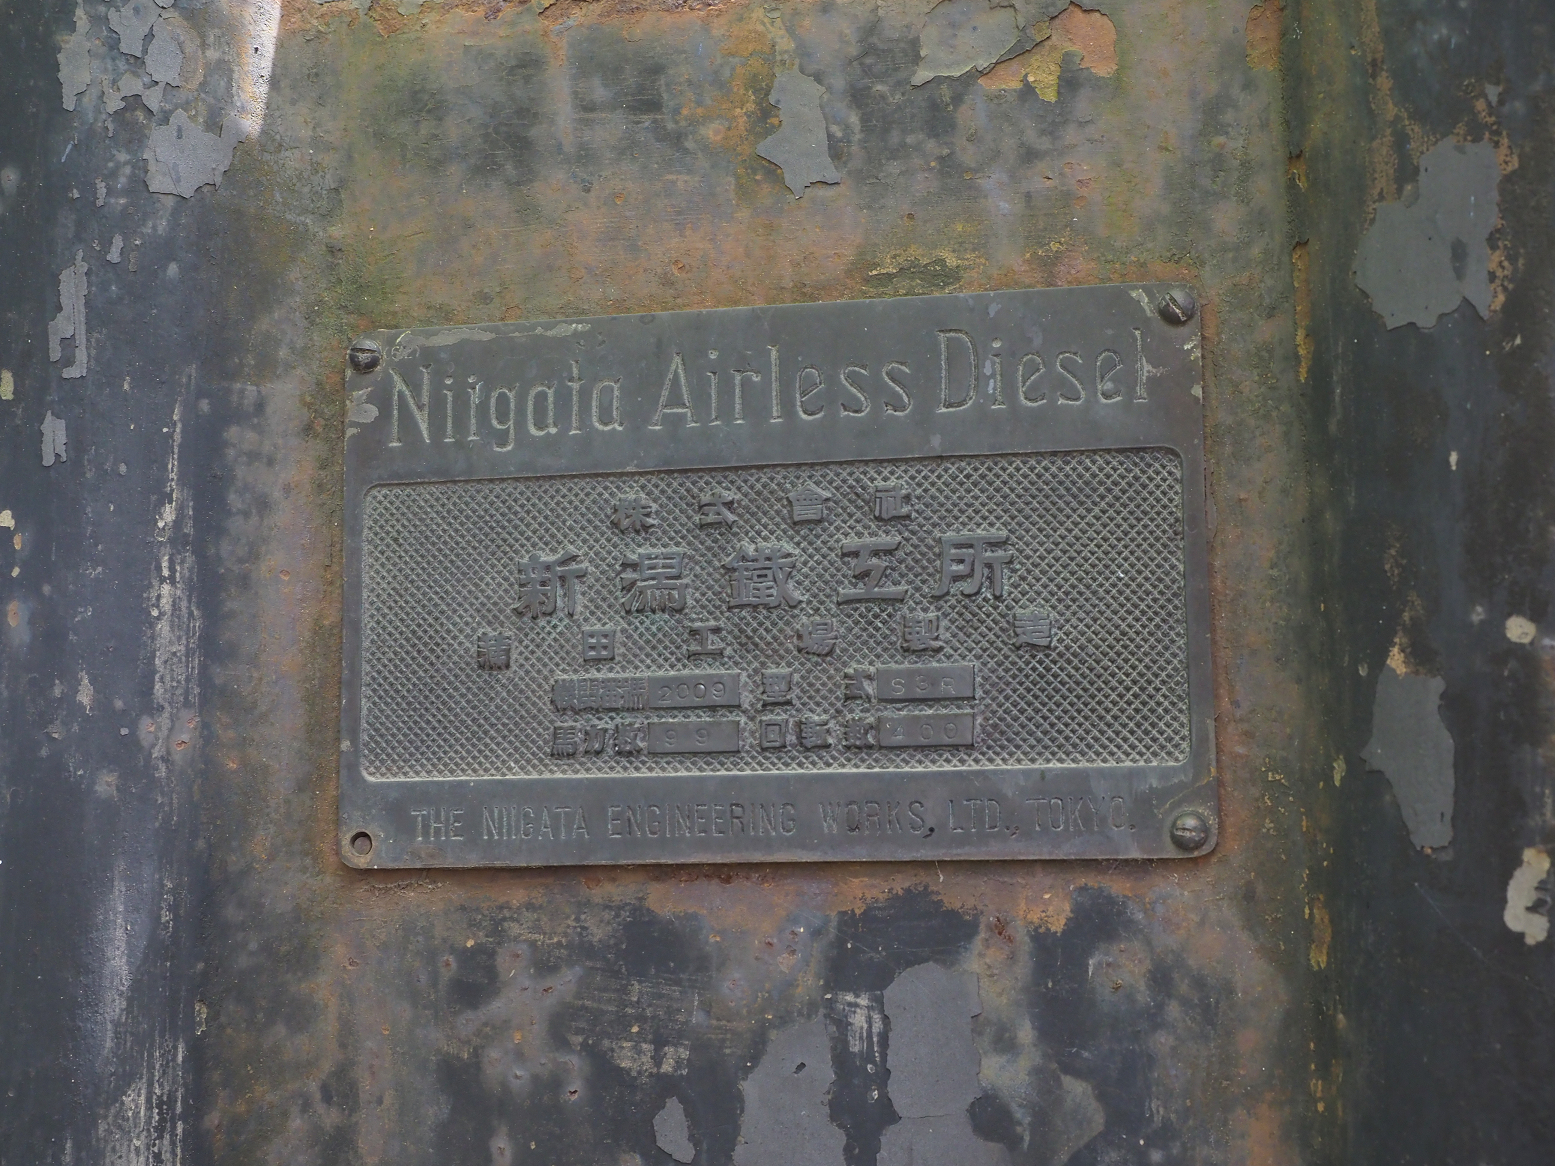 Niigata Airless Diesel
株式會社
新潟鐵工所
蒲田工場製造
機関番號 2009 型式 S3R
馬力数 99 回轉数 400
THE NIIGATA ENGINEERING WORKS, LTD., TOKYO.